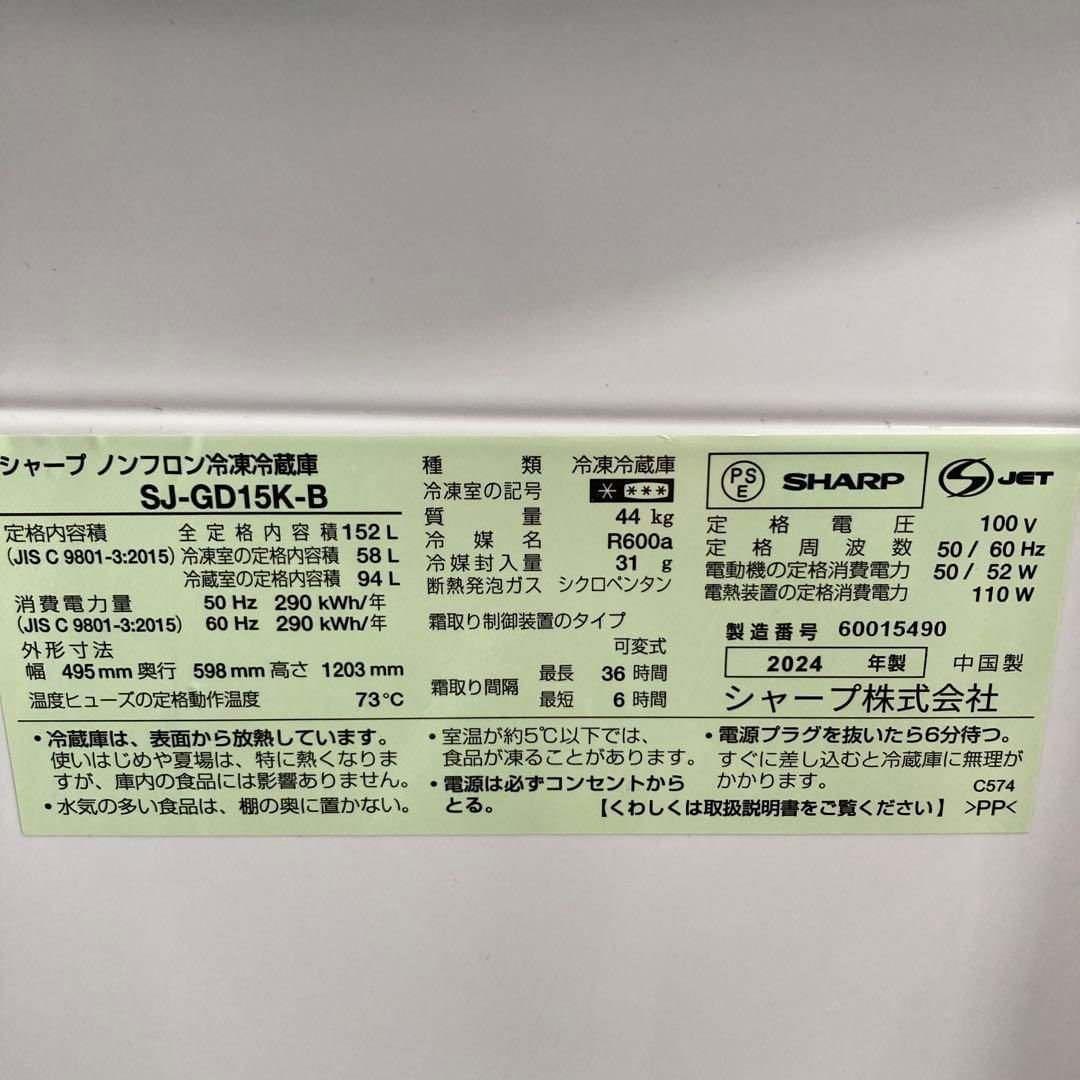 シャープ ノンフロン冷凍冷蔵庫
SJ-GD15K-B
定格内容積 全定格内容積 152 L
(JIS C 9801-3:2015) 冷凍室の定格内容積 58 L
冷蔵室の定格内容積 94 L
消費電力量 50 Hz 290 kWh/年
(JIS C 9801-3:2015) 60 Hz 290 kWh/年
外形寸法
幅 495 mm 奥行 598 mm 高さ 1203 mm
温度ヒューズの定格動作温度 73℃
種類 冷凍冷蔵庫
冷凍室の記号 * ***
質量 44 kg
冷媒名 R600a
冷媒封入量 31 g
断熱発泡ガス シクロペンタン
霜取り制御装置のタイプ
可変式
霜取り間隔 最長 36 時間
最短 6 時間
PSE SHARP JET
定格電圧 100 V
定格周波数 50 / 60 Hz
電動機の定格消費電力 50 / 52 W
電熱装置の定格消費電力 110 W
製造番号 60015490
2024 年製 中国製
シャープ株式会社
・冷蔵庫は、表面から放熱しています。
使いはじめや夏場は、特に熱くなりま
すが、庫内の食品には影響ありません。
・水気の多い食品は、棚の奥に置かない。
・室温が約5℃以下では、
食品が凍ることがあります。
・電源は必ずコンセントから
とる。
・電源プラグを抜いたら6分待つ。
すぐに差し込むと冷蔵庫に無理が
かかります。
C574
【くわしくは取扱説明書をご覧ください】 >PP<